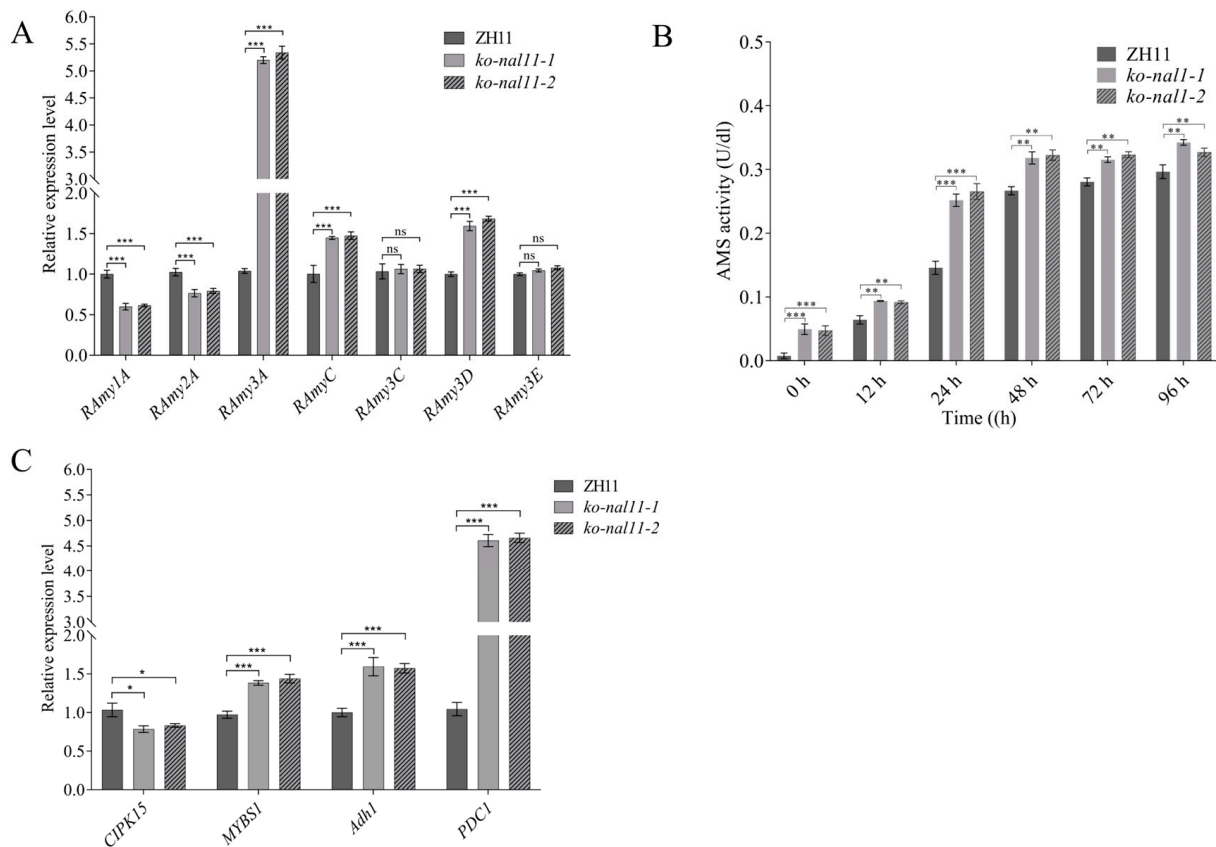 A
ZH11
ko-nal11-1
ko-nal11-2
Relative expression level
6.0
5.5
5.0
4.5
4.0
3.5
3.0
2.0
1.5
1.0
0.5
0.0
***
***
***
***
***
***
***
***
ns
ns
***
***
ns
ns
RAmy1A
RAmy2A
RAmy3A
RAmyC
RAmy3C
RAmy3D
RAmy3E
B
ZH11
ko-nal1-1
ko-nal1-2
AMS activity (U/dl)
0.5
0.4
0.3
0.2
0.1
0.0
***
***
**
**
***
***
**
**
**
**
**
**
0 h
12 h
24 h
48 h
72 h
96 h
Time ((h)
C
ZH11
ko-nal11-1
ko-nal11-2
Relative expression level
6.0
5.5
5.0
4.5
4.0
3.5
3.0
2.0
1.5
1.0
0.5
0.0
*
*
***
***
***
***
***
***
CIPK15
MYBS1
Adh1
PDC1